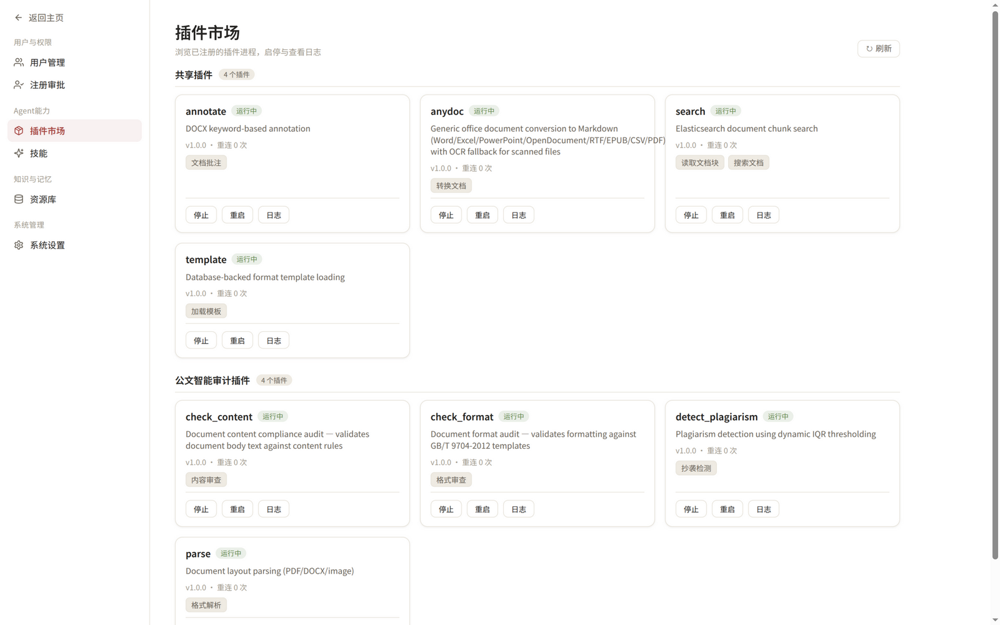 返回主页
用户与权限
用户管理
注册审批
Agent能力
插件市场
技能
知识与记忆
资源库
系统管理
系统设置
插件市场
浏览已注册的插件进程，启停与查看日志
刷新
共享插件 4 个插件
annotate 运行中
DOCX keyword-based annotation
v1.0.0 • 重连 0 次
文档批注
停止 重启 日志
anydoc 运行中
Generic office document conversion to Markdown
(Word/Excel/PowerPoint/OpenDocument/RTF/EPUB/CSV/PDF)
with OCR fallback for scanned files
v1.0.0 • 重连 0 次
转换文档
停止 重启 日志
search 运行中
Elasticsearch document chunk search
v1.0.0 • 重连 0 次
读取文档块 搜索文档
停止 重启 日志
template 运行中
Database-backed format template loading
v1.0.0 • 重连 0 次
加载模板
停止 重启 日志
公文智能审计插件 4 个插件
check_content 运行中
Document content compliance audit — validates
document body text against content rules
v1.0.0 • 重连 0 次
内容审查
停止 重启 日志
check_format 运行中
Document format audit — validates formatting against
GB/T 9704-2012 templates
v1.0.0 • 重连 0 次
格式审查
停止 重启 日志
detect_plagiarism 运行中
Plagiarism detection using dynamic IQR thresholding
v1.0.0 • 重连 0 次
抄袭检测
停止 重启 日志
parse 运行中
Document layout parsing (PDF/DOCX/image)
v1.0.0 • 重连 0 次
格式解析